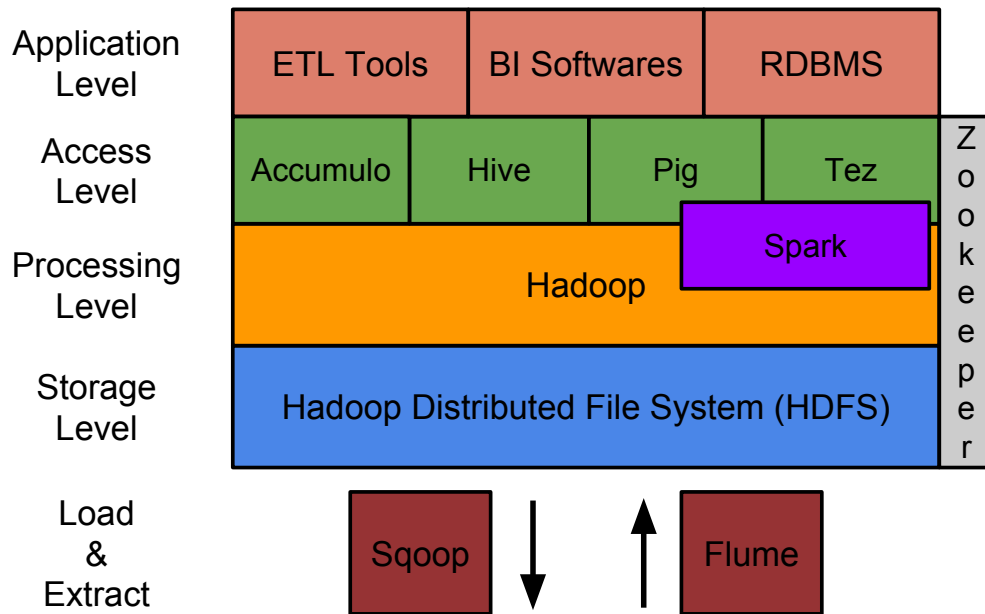 Application
Level
ETL Tools
BI Softwares
RDBMS
Access
Level
Accumulo
Hive
Pig
Tez
Zookeeper
Processing
Level
Hadoop
Spark
Storage
Level
Hadoop Distributed File System (HDFS)
Load
&
Extract
Sqoop
Flume